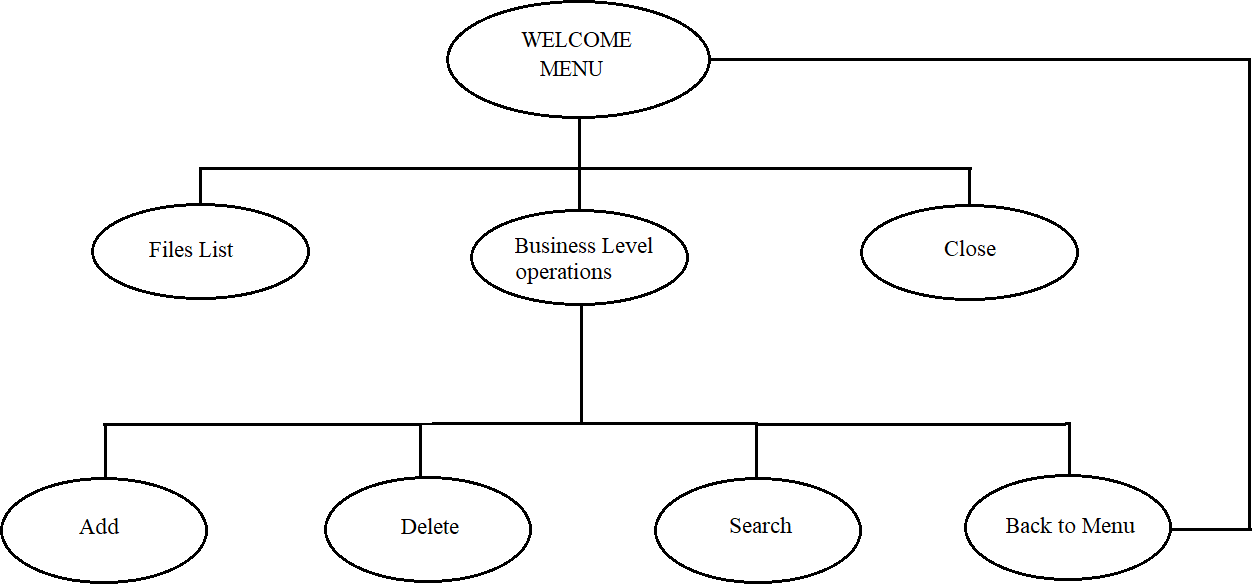 WELCOME
MENU
Files List
Business Level
operations
Close
Add
Delete
Search
Back to Menu